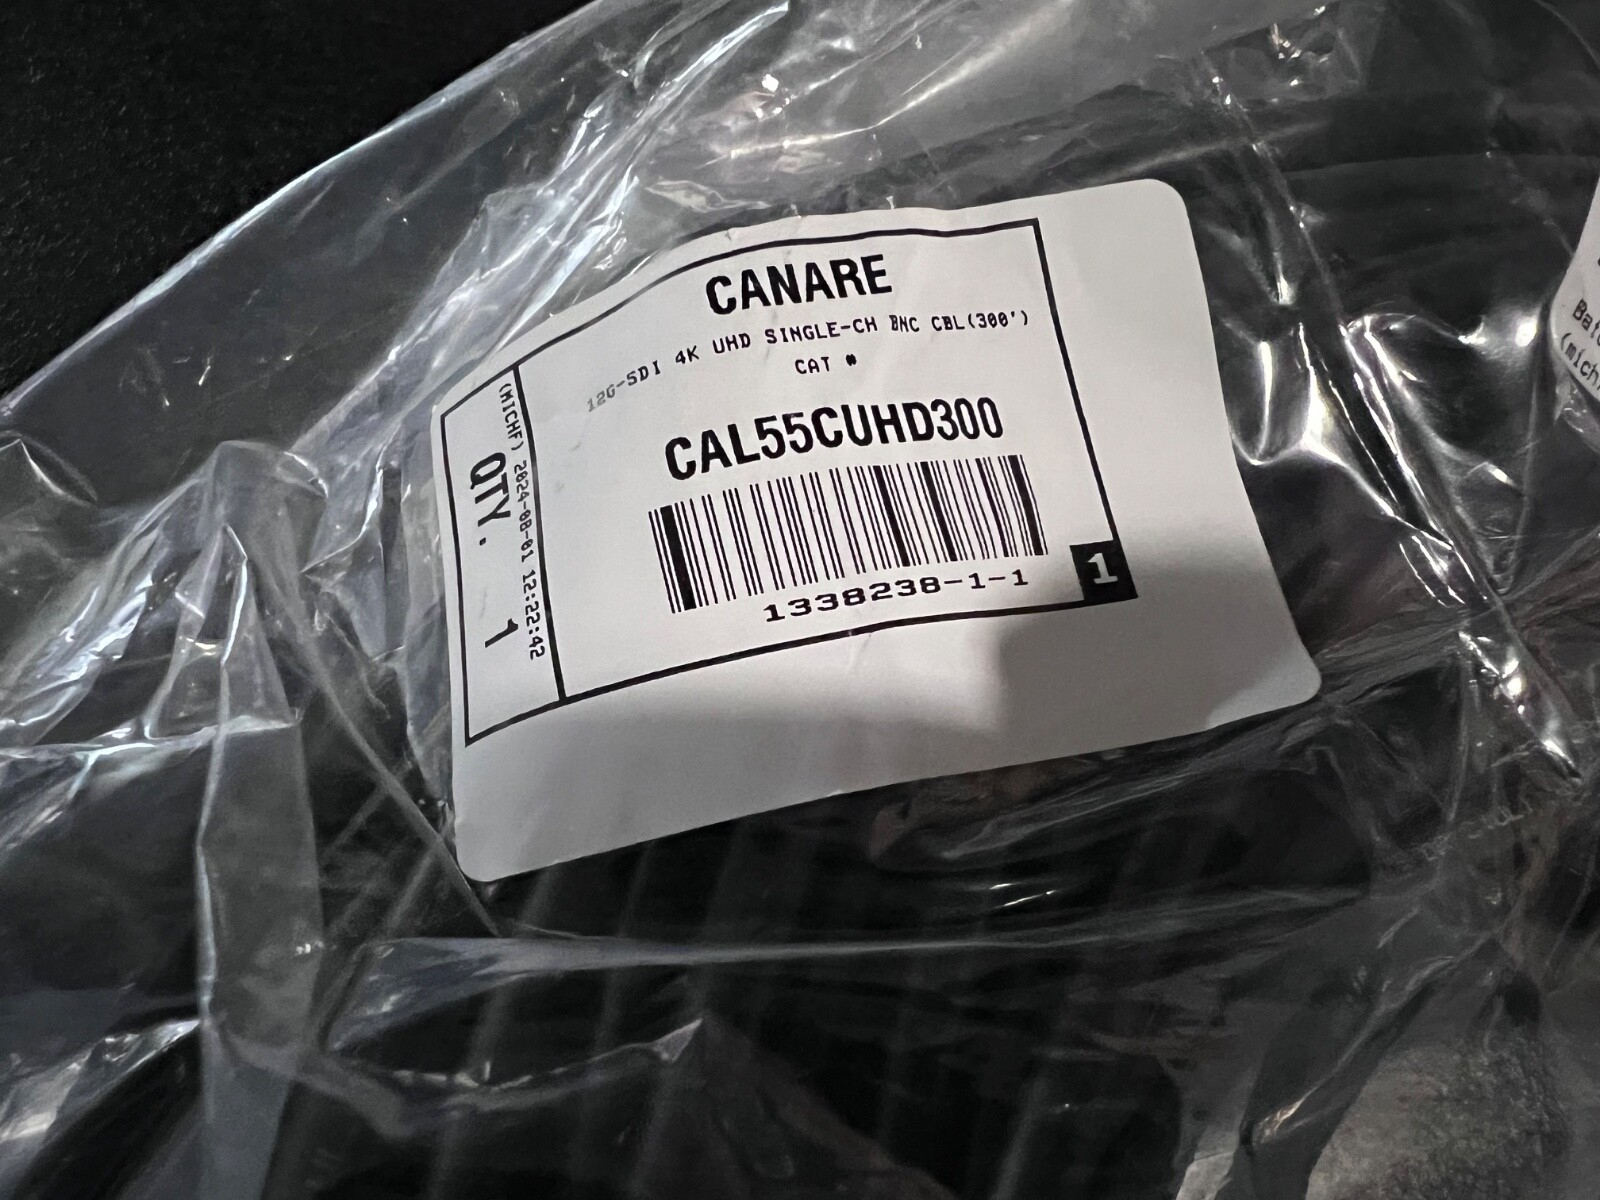 CANARE
12G-SDI 4K UHD SINGLE-CH BNC CBL(300')
CAT #
CAL55CUHD300
1338238-1-1
1
(MICHF) 2024-08-01 12:22:42
QTY. 1